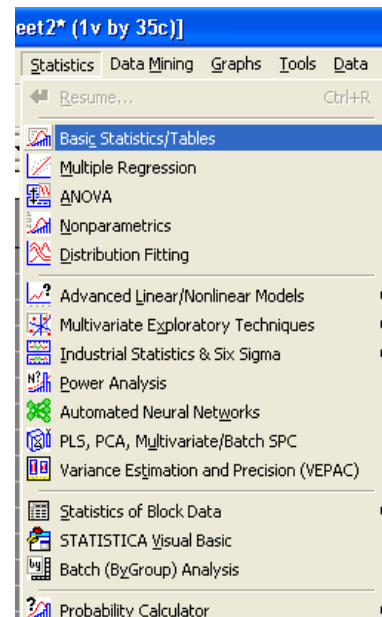 eet2* (1v by 35c)]
Statistics Data Mining Graphs Tools Data
Resume... Ctrl+R
Basic Statistics/Tables
Multiple Regression
ANOVA
Nonparametrics
Distribution Fitting
Advanced Linear/Nonlinear Models
Multivariate Exploratory Techniques
Industrial Statistics & Six Sigma
Power Analysis
Automated Neural Networks
PLS, PCA, Multivariate/Batch SPC
Variance Estimation and Precision (VEPAC)
Statistics of Block Data
STATISTICA Visual Basic
Batch (ByGroup) Analysis
Probability Calculator